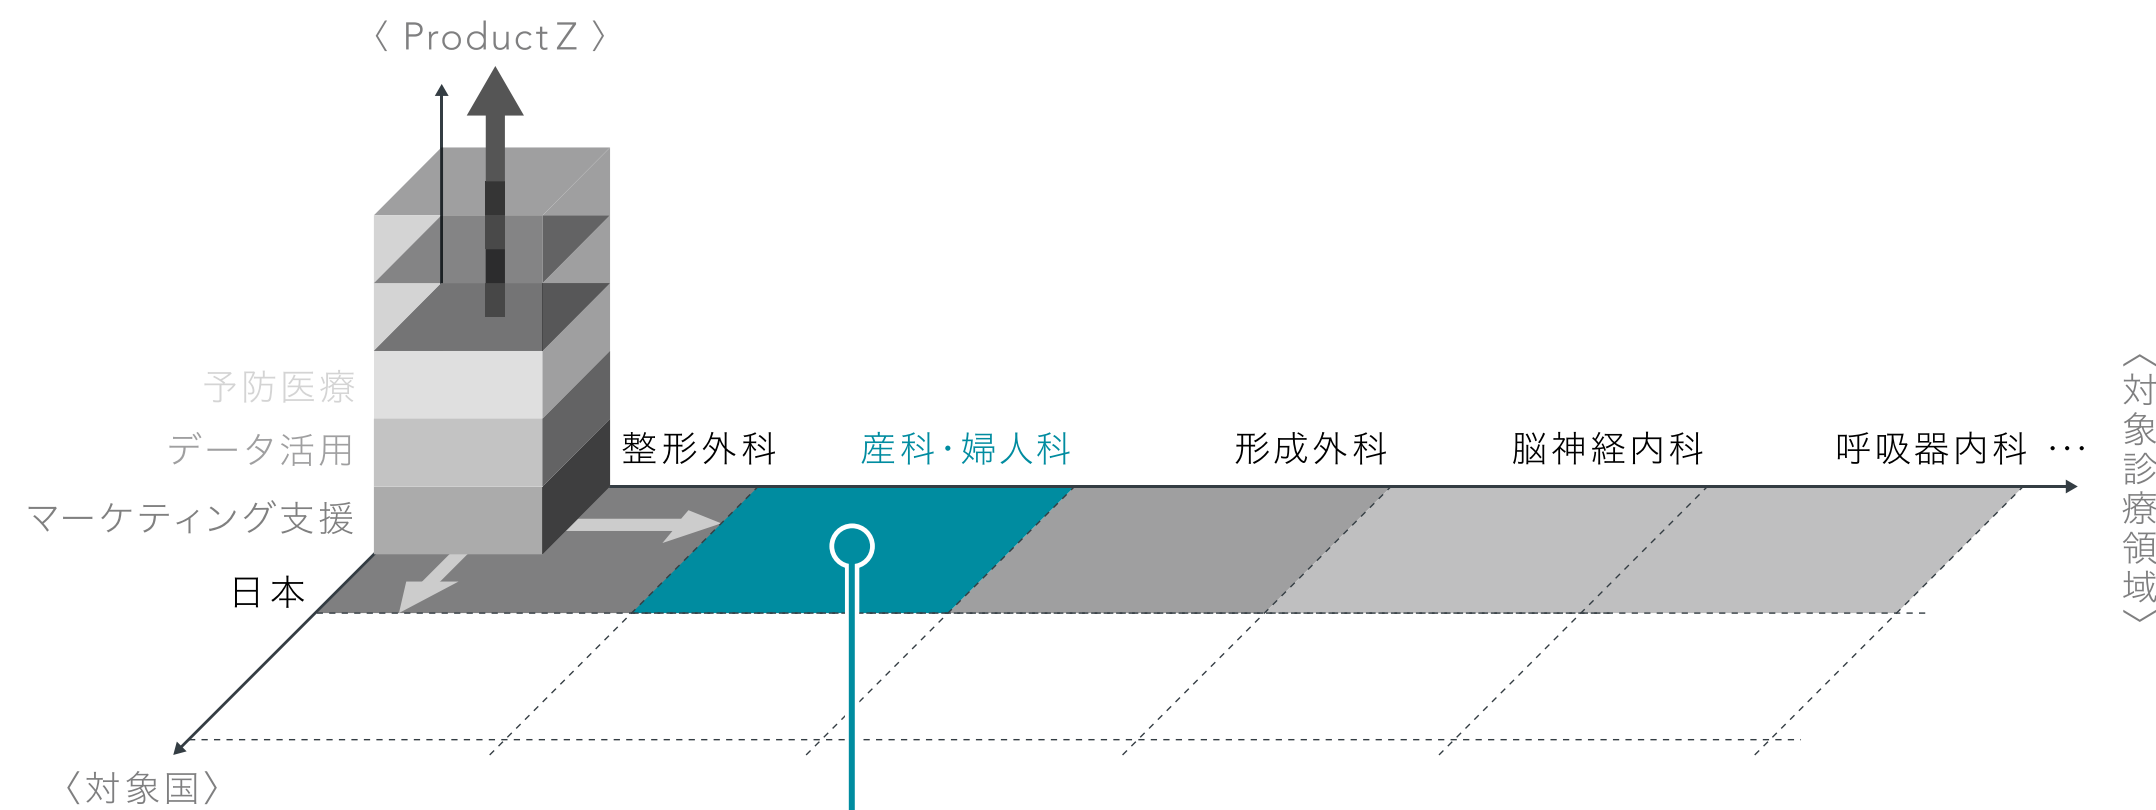 〈 ProductZ 〉
予防医療
データ活用
マーケティング支援
整形外科
産科・婦人科
形成外科
脳神経内科
呼吸器内科 …
〈対象診療領域〉
日本
〈対象国〉